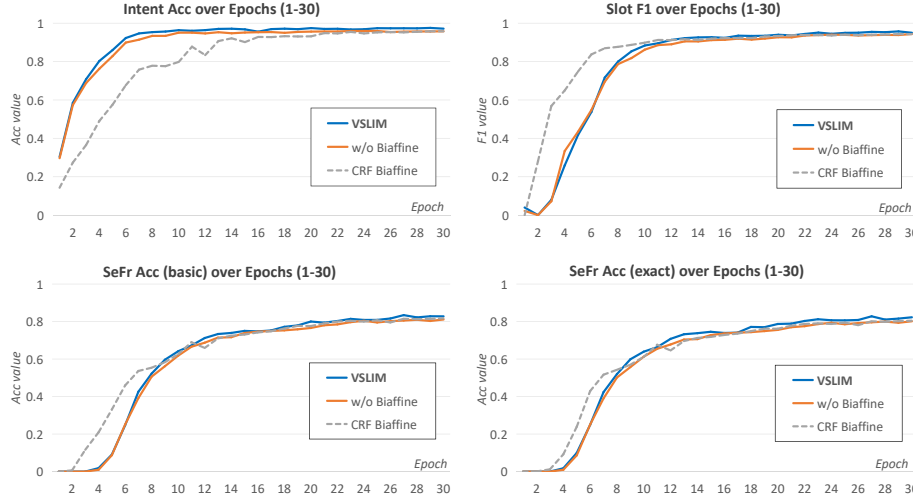 Intent Acc over Epochs (1-30)
1
0.8
0.6
0.4
0.2
0
Acc value
VSLIM
w/o Biaffine
CRF Biaffine
Epoch
2 4 6 8 10 12 14 16 18 20 22 24 26 28 30
Slot F1 over Epochs (1-30)
1
0.8
0.6
0.4
0.2
0
F1 value
VSLIM
w/o Biaffine
CRF Biaffine
Epoch
2 4 6 8 10 12 14 16 18 20 22 24 26 28 30
SeFr Acc (basic) over Epochs (1-30)
1
0.8
0.6
0.4
0.2
0
Acc value
VSLIM
w/o Biaffine
CRF Biaffine
Epoch
2 4 6 8 10 12 14 16 18 20 22 24 26 28 30
SeFr Acc (exact) over Epochs (1-30)
1
0.8
0.6
0.4
0.2
0
Acc value
VSLIM
w/o Biaffine
CRF Biaffine
Epoch
2 4 6 8 10 12 14 16 18 20 22 24 26 28 30